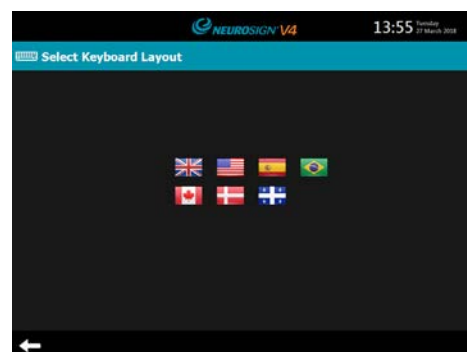 NEUROSIGN V4
13:55 Tuesday
27 March 2018
Select Keyboard Layout